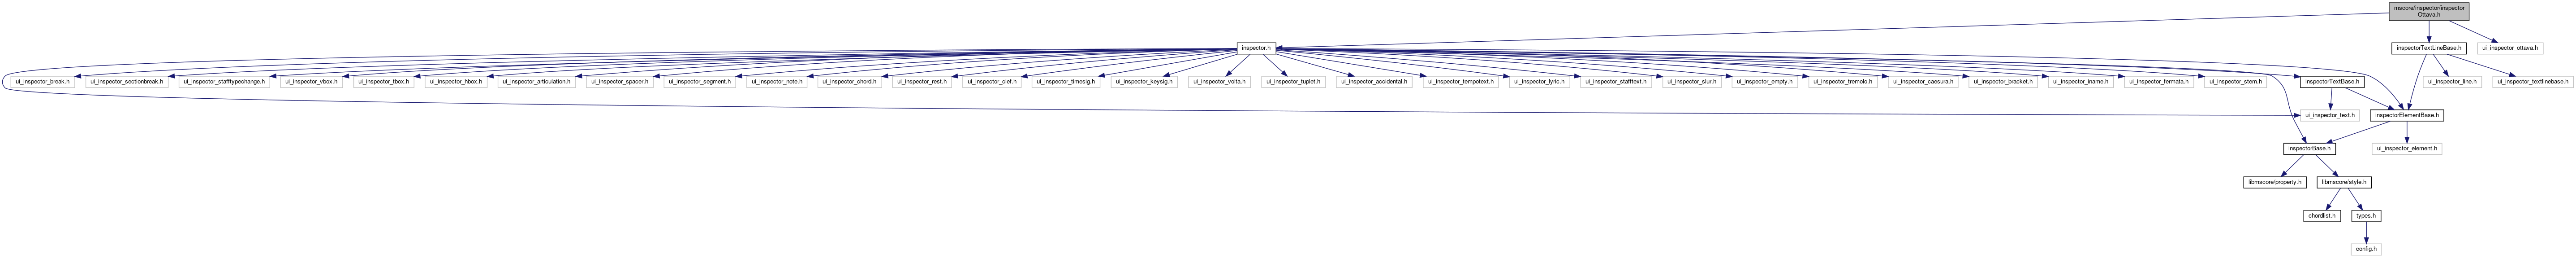 mscore/inspector/inspector
Ottava.h
inspector.h
inspectorTextLineBase.h
ui_inspector_ottava.h
ui_inspector_break.h
ui_inspector_sectionbreak.h
ui_inspector_stafftypechange.h
ui_inspector_vbox.h
ui_inspector_tbox.h
ui_inspector_hbox.h
ui_inspector_articulation.h
ui_inspector_spacer.h
ui_inspector_segment.h
ui_inspector_note.h
ui_inspector_chord.h
ui_inspector_rest.h
ui_inspector_clef.h
ui_inspector_timesig.h
ui_inspector_keysig.h
ui_inspector_volta.h
ui_inspector_tuplet.h
ui_inspector_accidental.h
ui_inspector_tempotext.h
ui_inspector_lyric.h
ui_inspector_stafftext.h
ui_inspector_slur.h
ui_inspector_empty.h
ui_inspector_tremolo.h
ui_inspector_caesura.h
ui_inspector_bracket.h
ui_inspector_iname.h
ui_inspector_fermata.h
ui_inspector_stem.h
inspectorTextBase.h
ui_inspector_line.h
ui_inspector_textlinebase.h
ui_inspector_text.h
inspectorElementBase.h
inspectorBase.h
ui_inspector_element.h
libmscore/property.h
libmscore/style.h
chordlist.h
types.h
config.h